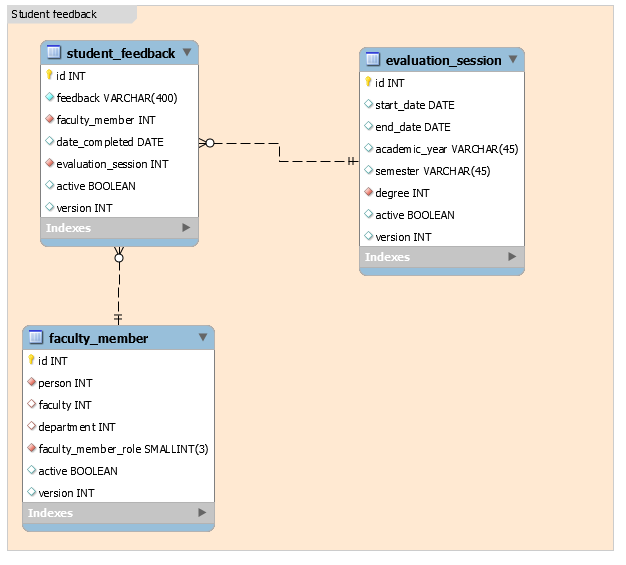 Student feedback
student_feedback
id INT
feedback VARCHAR(400)
faculty_member INT
date_completed DATE
evaluation_session INT
active BOOLEAN
version INT
Indexes
evaluation_session
id INT
start_date DATE
end_date DATE
academic_year VARCHAR(45)
semester VARCHAR(45)
degree INT
active BOOLEAN
version INT
Indexes
faculty_member
id INT
person INT
faculty INT
department INT
faculty_member_role SMALLINT(3)
active BOOLEAN
version INT
Indexes